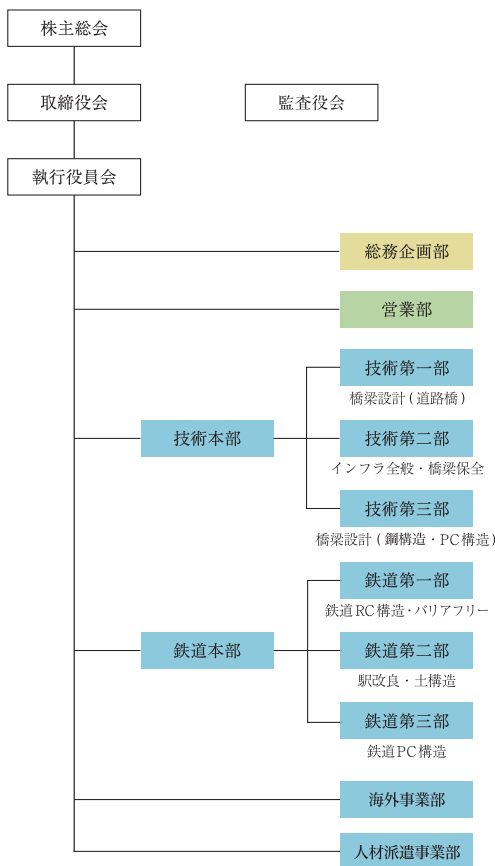 株主総会
取締役会
監査役会
執行役員会
総務企画部
営業部
技術本部
技術第一部
橋梁設計(道路橋)
技術第二部
インフラ全般・橋梁保全
技術第三部
橋梁設計(鋼構造・PC構造)
鉄道本部
鉄道第一部
鉄道RC構造・バリアフリー
鉄道第二部
駅改良・土構造
鉄道第三部
鉄道PC構造
海外事業部
人材派遣事業部